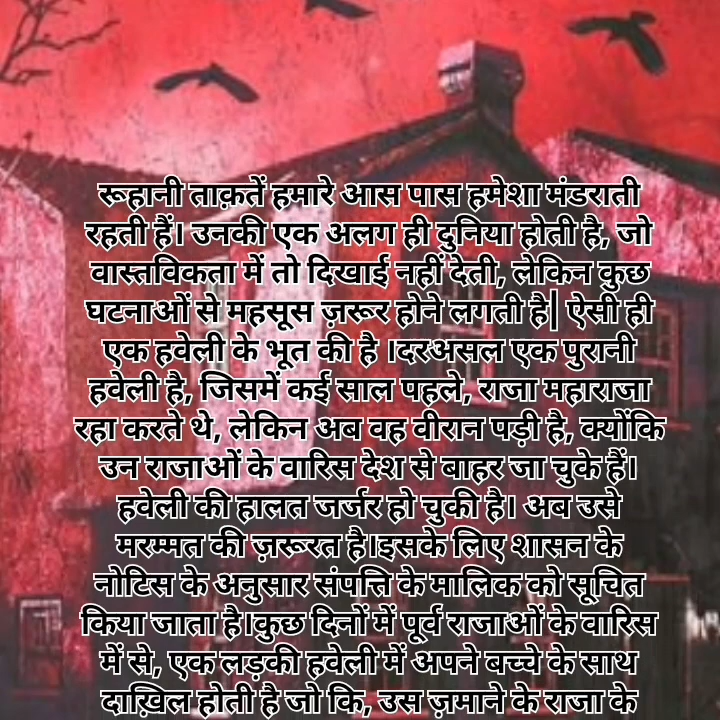 रूहानी ताक़तें हमारे आस पास हमेशा मंडराती
रहती हैं। उनकी एक अलग ही दुनिया होती है, जो
वास्तविकता में तो दिखाई नहीं देती, लेकिन कुछ
घटनाओं से महसूस ज़रूर होने लगती है| ऐसी ही
एक हवेली के भूत की है ।दरअसल एक पुरानी
हवेली है, जिसमें कई साल पहले, राजा महाराजा
रहा करते थे, लेकिन अब वह वीरान पड़ी है, क्योंकि
उन राजाओं के वारिस देश से बाहर जा चुके हैं।
हवेली की हालत जर्जर हो चुकी है। अब उसे
मरम्मत की ज़रूरत है।इसके लिए शासन के
नोटिस के अनुसार संपत्ति के मालिक को सूचित
किया जाता है।कुछ दिनों में पूर्व राजाओं के वारिस
में से, एक लड़की हवेली में अपने बच्चे के साथ
दाख़िल होती है जो कि, उस ज़माने के राजा के